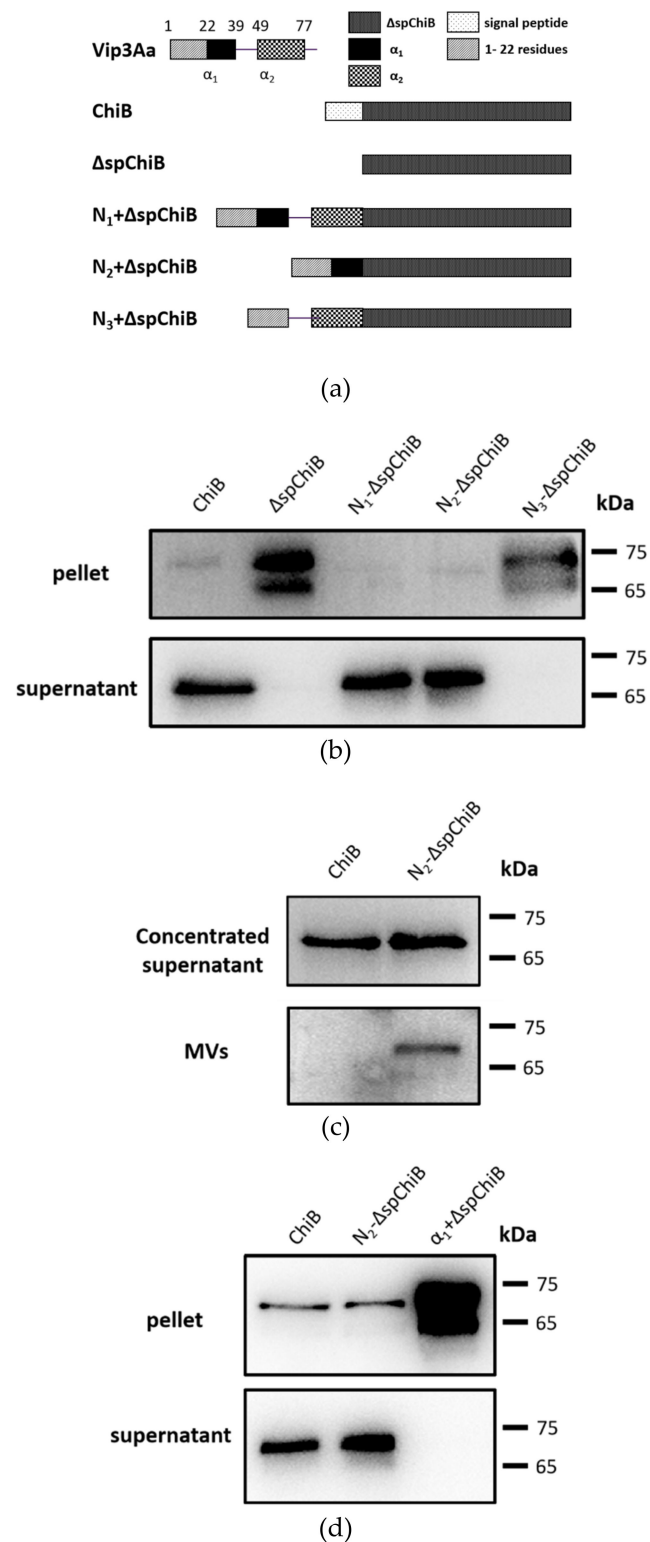 1 22 39 49 77
Vip3Aa
α₁ α₂
ΔspChiB
signal peptide
α₁
1- 22 residues
α₂
ChiB
ΔspChiB
N₁+ΔspChiB
N₂+ΔspChiB
N₃+ΔspChiB
(a)
ChiB ΔspChiB N₁-ΔspChiB N₂-ΔspChiB N₃-ΔspChiB kDa
pellet
75
65
supernatant
75
65
(b)
ChiB N₂-ΔspChiB kDa
Concentrated
supernatant
75
65
MVs
75
65
(c)
ChiB N₂-ΔspChiB α₁+ΔspChiB kDa
pellet
75
65
supernatant
75
65
(d)